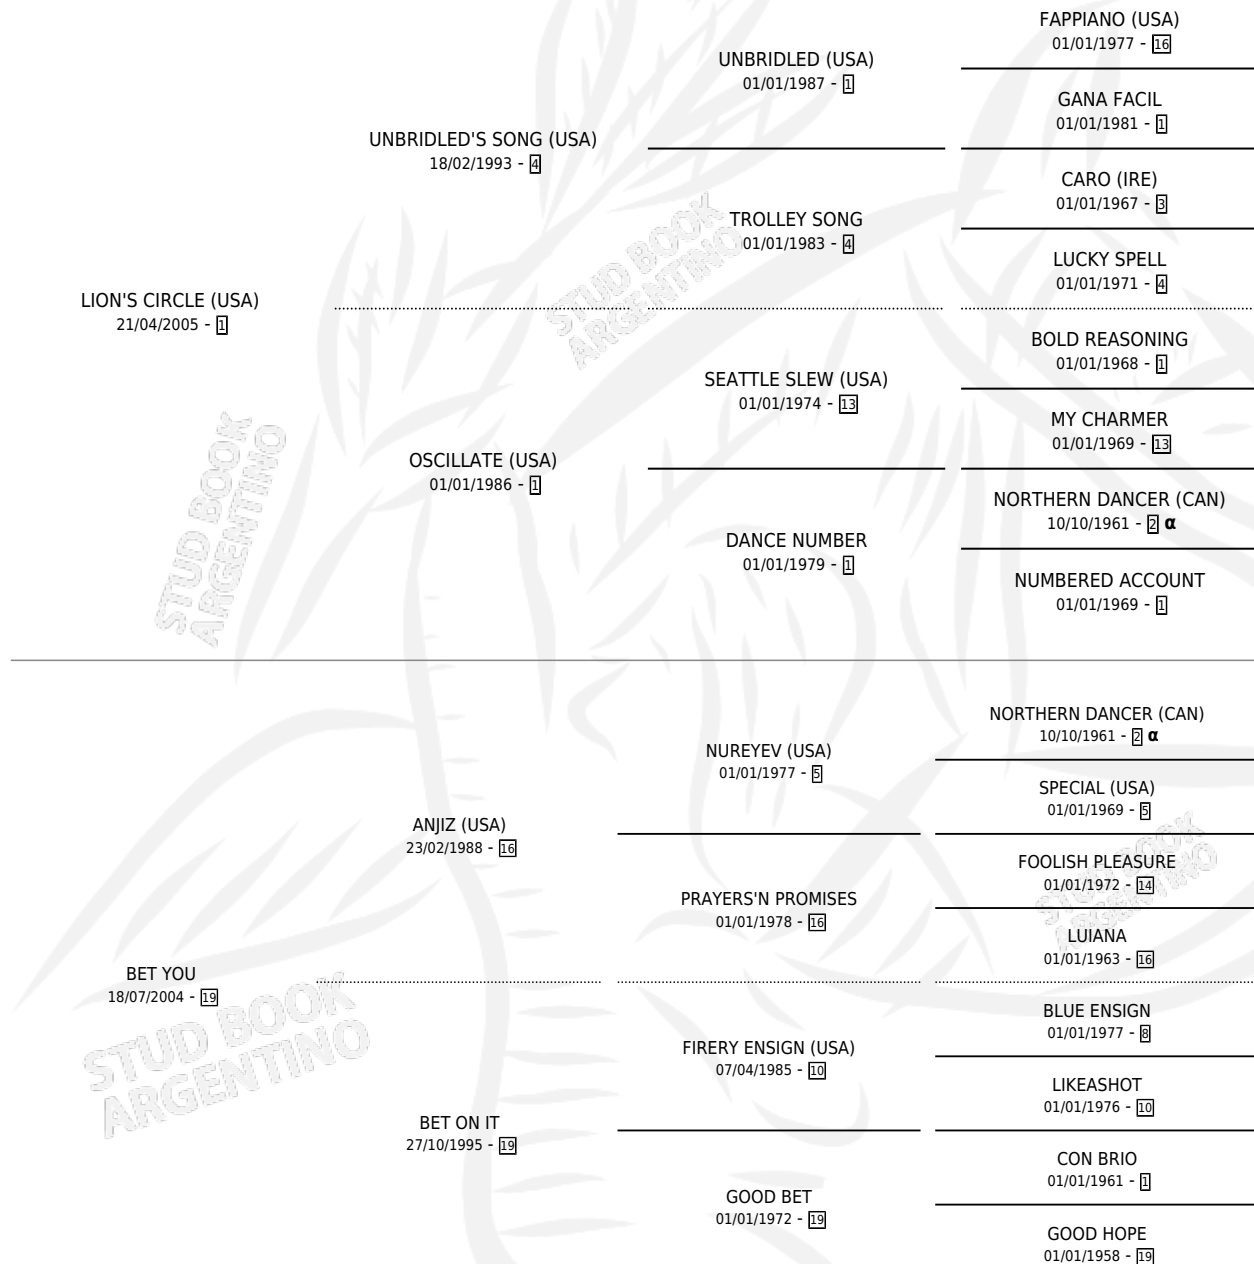 FAPPIANO (USA)
01/01/1977 - 16
UNBRIDLED (USA)
01/01/1987 - 1
GANA FACIL
01/01/1981 - 1
UNBRIDLED'S SONG (USA)
18/02/1993 - 4
CARO (IRE)
01/01/1967 - 3
TROLLEY SONG
01/01/1983 - 4
LUCKY SPELL
01/01/1971 - 4
LION'S CIRCLE (USA)
21/04/2005 - 1
BOLD REASONING
01/01/1968 - 1
SEATTLE SLEW (USA)
01/01/1974 - 13
MY CHARMER
01/01/1969 - 13
OSCILLATE (USA)
01/01/1986 - 1
NORTHERN DANCER (CAN)
10/10/1961 - 2 α
DANCE NUMBER
01/01/1979 - 1
NUMBERED ACCOUNT
01/01/1969 - 1
NORTHERN DANCER (CAN)
10/10/1961 - 2 α
NUREYEV (USA)
01/01/1977 - 5
SPECIAL (USA)
01/01/1969 - 5
ANJIZ (USA)
23/02/1988 - 16
FOOLISH PLEASURE
01/01/1972 - 14
PRAYERS'N PROMISES
01/01/1978 - 16
LUIANA
01/01/1963 - 16
BET YOU
18/07/2004 - 19
BLUE ENSIGN
01/01/1977 - 8
FIRERY ENSIGN (USA)
07/04/1985 - 10
LIKEASHOT
01/01/1976 - 10
BET ON IT
27/10/1995 - 19
CON BRIO
01/01/1961 - 1
GOOD BET
01/01/1972 - 19
GOOD HOPE
01/01/1958 - 19
STUD BOOK
ARGENTINO
STUD BOOK
ARGENTINO
STUD BOOK
ARGENTINO
STUD BOOK
ARGENTINO